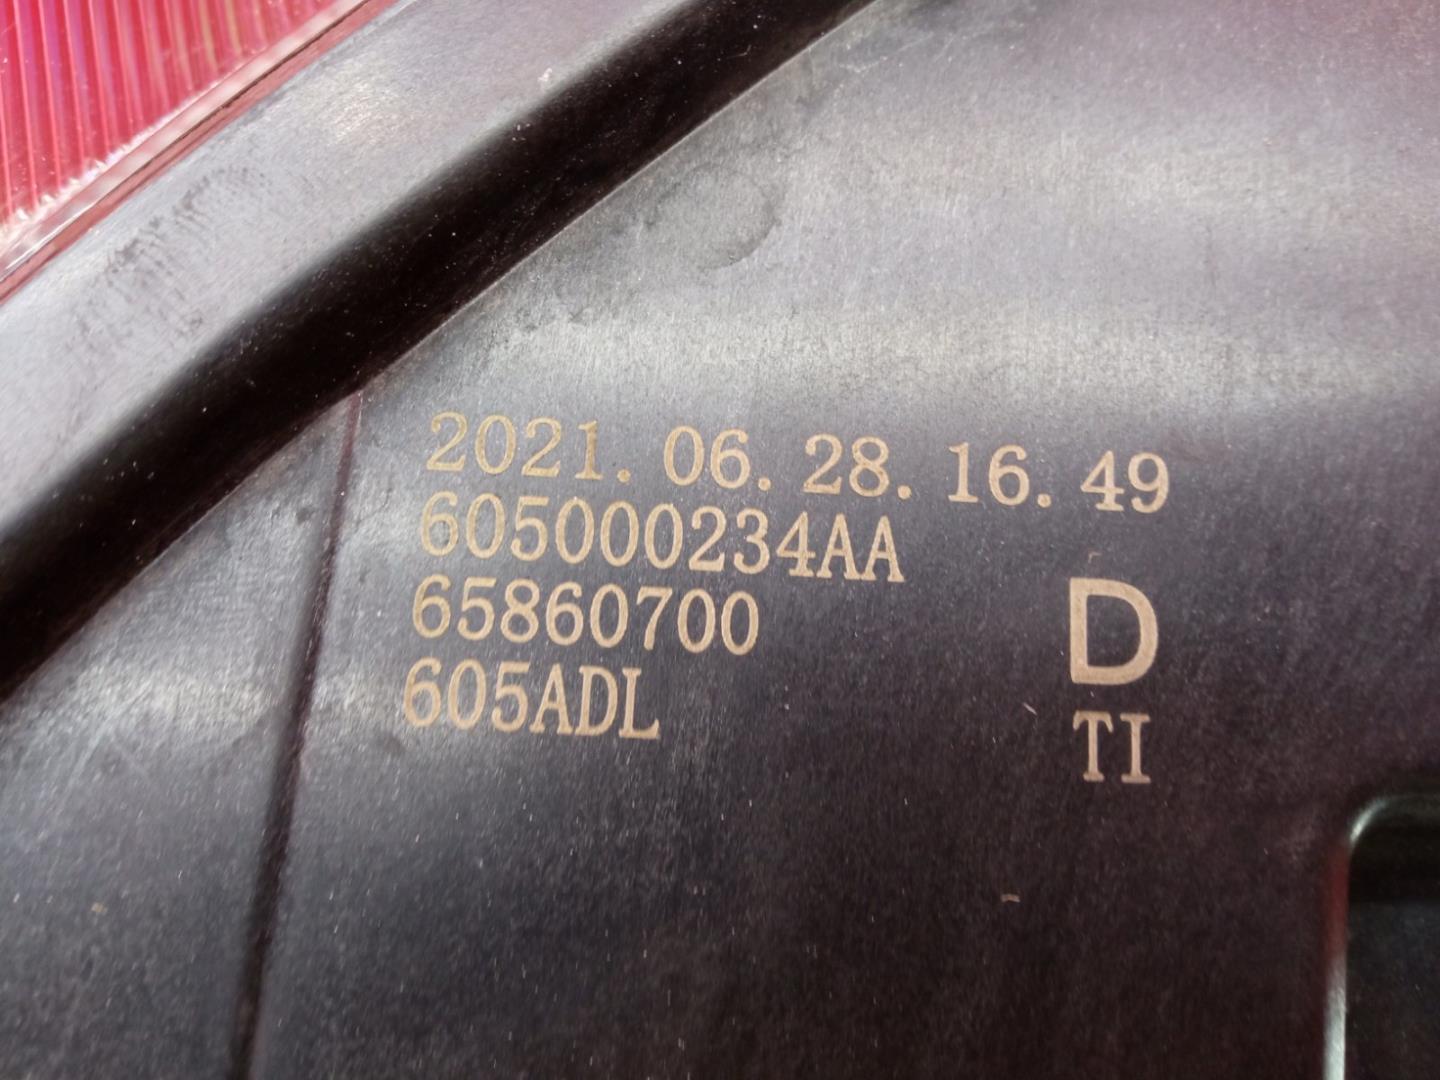 2021. 06. 28. 16. 49
605000234AA
65860700
605ADL
D
TI